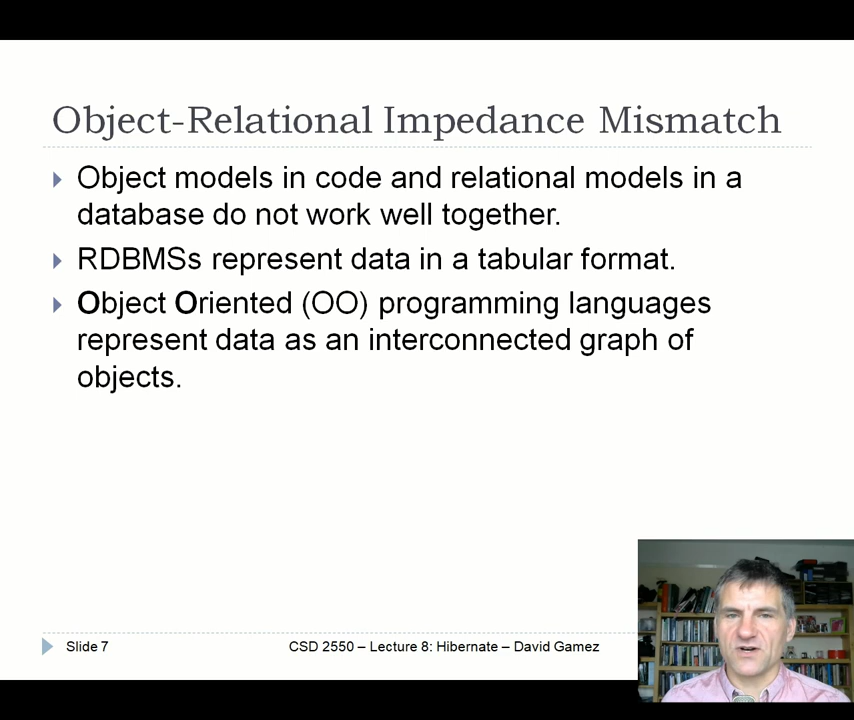 Object-Relational Impedance Mismatch
Object models in code and relational models in a
database do not work well together.
RDBMSs represent data in a tabular format.
Object Oriented (OO) programming languages
represent data as an interconnected graph of
objects.
Slide 7
CSD 2550 – Lecture 8: Hibernate – David Gamez